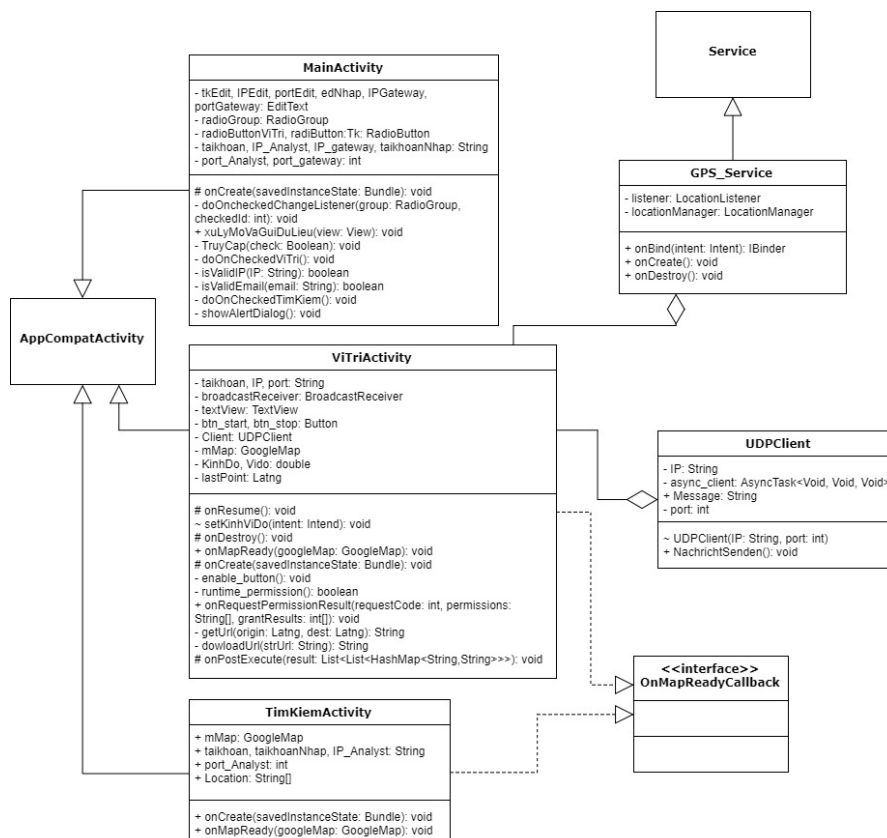 MainActivity
- tkEdit, IPEdit, portEdit, edNhap, IPGateway,
portGateway: EditText
- radioGroup: RadioGroup
- radioButtonViTri, radiButton:Tk: RadioButton
- taikhoan, IP_Analyst, IP_gateway, taikhoanNhap: String
- port_Analyst, port_gateway: int
# onCreate(savedInstanceState: Bundle): void
- doOncheckedChangeListener(group: RadioGroup,
checkedId: int): void
+ xuLyMoVaGuiDuLieu(view: View): void
- TruyCap(check: Boolean): void
- doOnCheckedViTri(): void
- isValidIP(IP: String): boolean
- isValidEmail(email: String): boolean
- doOnCheckedTimKiem(): void
- showAlertDialog(): void
Service
GPS_Service
- listener: LocationListener
- locationManager: LocationManager
+ onBind(intent: Intent): IBinder
+ onCreate(): void
+ onDestroy(): void
AppCompatActivity
ViTriActivity
- taikhoan, IP, port: String
- broadcastReceiver: BroadcastReceiver
- textView: TextView
- btn_start, btn_stop: Button
- Client: UDPClient
- mMap: GoogleMap
- KinhDo, Vido: double
- lastPoint: Latng
# onResume(): void
~ setKinhViDo(intent: Intend): void
# onDestroy(): void
+ onMapReady(googleMap: GoogleMap): void
# onCreate(savedInstanceState: Bundle): void
- enable_button(): void
- runtime_permission(): boolean
+ onRequestPermissionResult(requestCode: int, permissions:
String[], grantResults: int[]): void
- getUrl(origin: Latng, dest: Latng): String
- dowloadUrl(strUrl: String): String
# onPostExecute(result: List<List<HashMap<String,String>>>): void
UDPClient
- IP: String
- async_client: AsyncTask<Void, Void, Void>
+ Message: String
- port: int
~ UDPClient(IP: String, port: int)
+ NachrichtSenden(): void
<<interface>>
OnMapReadyCallback
TimKiemActivity
+ mMap: GoogleMap
+ taikhoan, taikhoanNhap, IP_Analyst: String
+ port_Analyst: int
+ Location: String[]
+ onCreate(savedInstanceState: Bundle): void
+ onMapReady(googleMap: GoogleMap): void